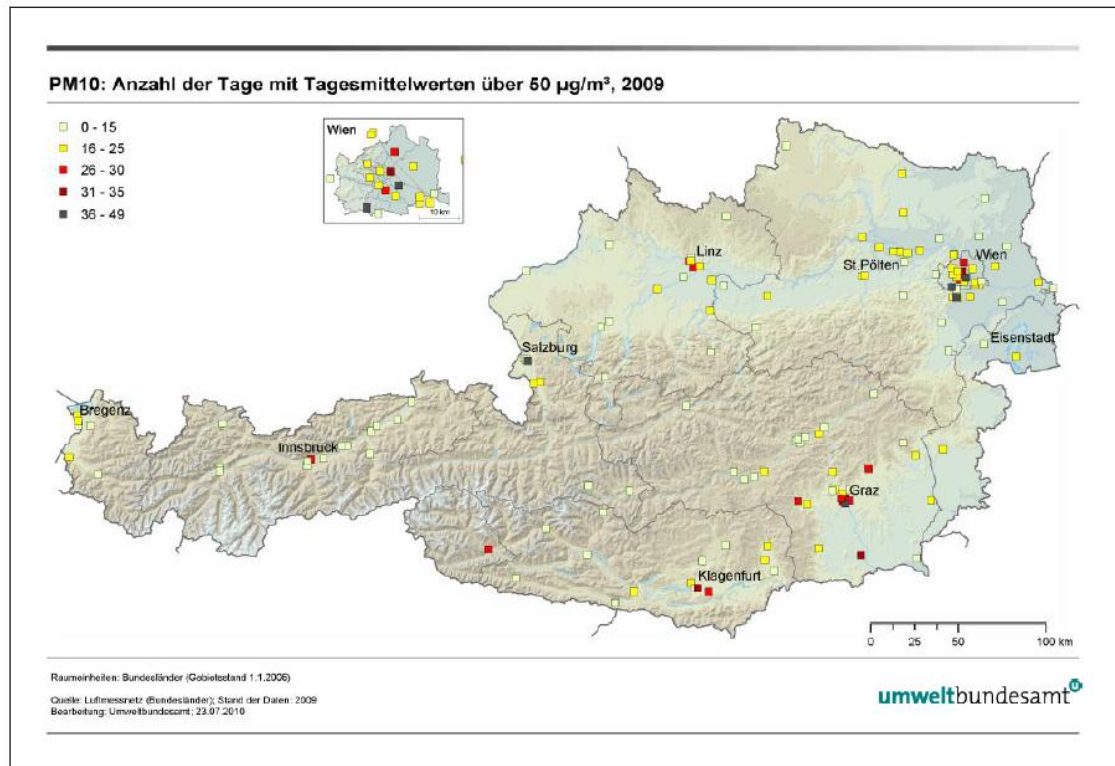 PM10: Anzahl der Tage mit Tagesmittelwerten über 50 µg/m³, 2009
0 - 15
16 - 25
26 - 30
31 - 35
36 - 49
Wien
10 km
Linz
St.Pölten
Wien
Salzburg
Eisenstadt
Bregenz
Innsbruck
Graz
Klagenfurt
0 25 50 100 km
Raumeinheiten: Bundesländer (Gebietsstand 1.1.2006)
Quelle: Luftmessnetz (Bundesländer); Stand der Daten: 2009
Bearbeitung: Umweltbundesamt; 23.07.2010
umweltbundesamt